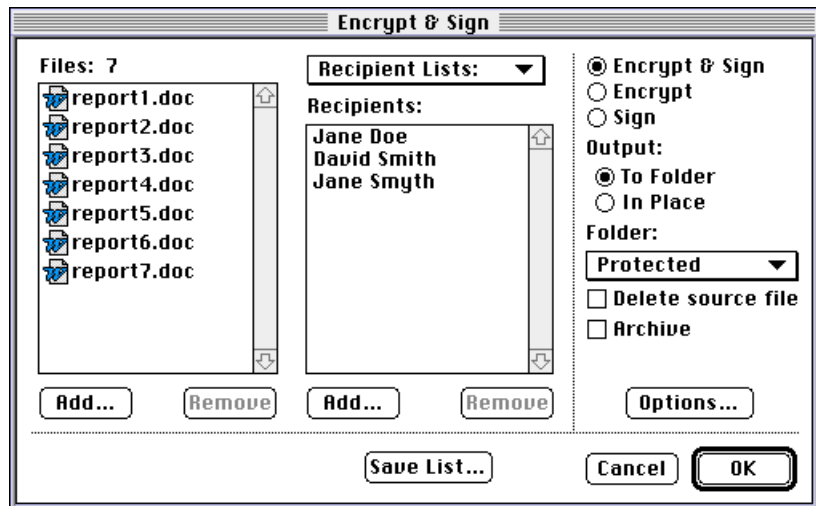 Encrypt & Sign
Files: 7
report1.doc
report2.doc
report3.doc
report4.doc
report5.doc
report6.doc
report7.doc
Add...
Remove
Recipient Lists:
Recipients:
Jane Doe
David Smith
Jane Smyth
Add...
Remove
Encrypt & Sign
Encrypt
Sign
Output:
To Folder
In Place
Folder:
Protected
Delete source file
Archive
Options...
Save List...
Cancel
OK